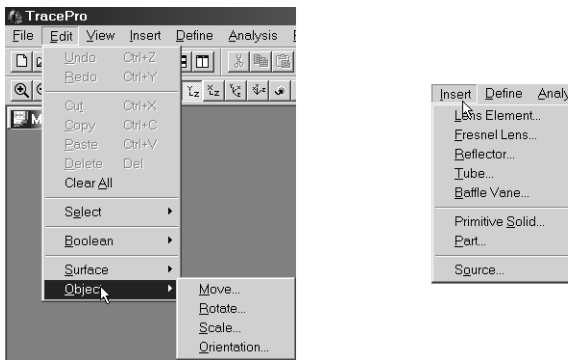 TracePro
File Edit View Insert Define Analysis
Undo Ctrl+Z
Redo Ctrl+Y
Cut Ctrl+X
Copy Ctrl+C
Paste Ctrl+V
Delete Del
Clear All
Select
Boolean
Surface
Object
Move...
Rotate...
Scale...
Orientation...
Insert Define Analy
Lens Element...
Fresnel Lens...
Reflector...
Tube...
Baffle Vane...
Primitive Solid...
Part...
Source...